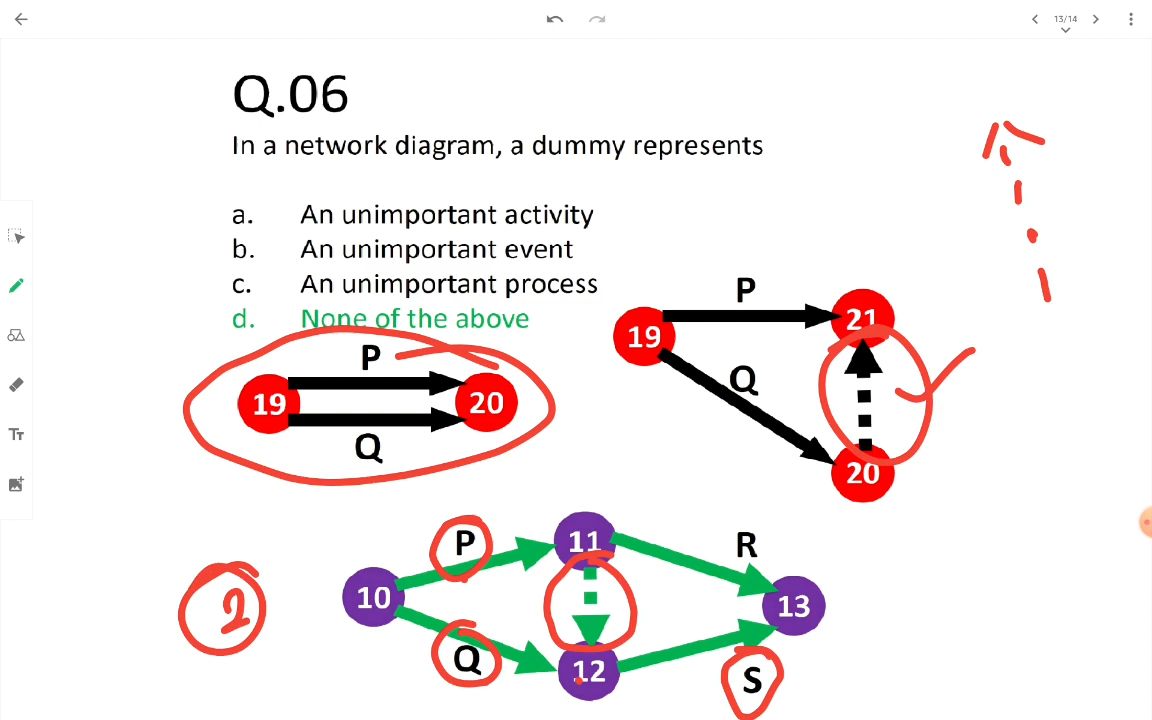 13/14
Q.06
In a network diagram, a dummy represents
a. An unimportant activity
b. An unimportant event
c. An unimportant process
d. None of the above
P
19 20
Q
P
19 21
Q
20
Tт
2
P 11 R
10 13
Q 12 S